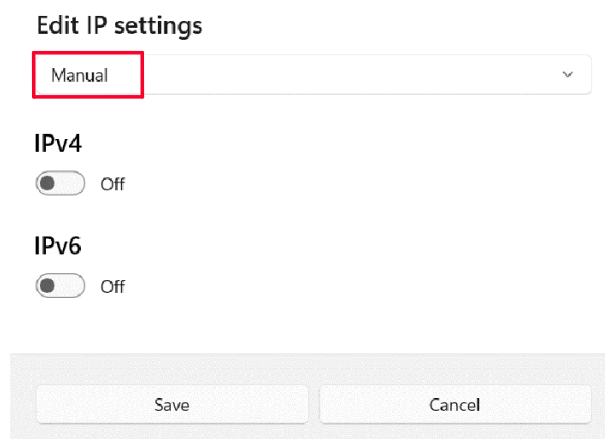 Edit IP settings
Manual
IPv4
Off
IPv6
Off
Save Cancel